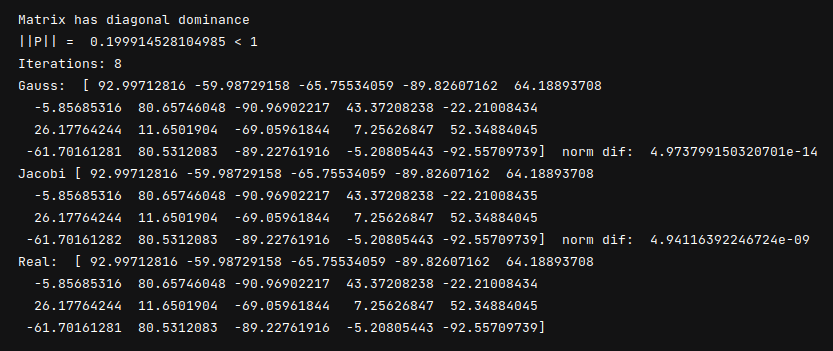 Matrix has diagonal dominance
||P|| =  0.199914528104985 < 1
Iterations: 8
Gauss:  [ 92.99712816 -59.98729158 -65.75534059 -89.82607162  64.18893708
  -5.85685316  80.65746048 -90.96902217  43.37208238 -22.21008434
  26.17764244  11.6501904  -69.05961844   7.25626847  52.34884045
 -61.70161281  80.5312083  -89.22761916  -5.20805443 -92.55709739]  norm dif:  4.973799150320701e-14
Jacobi [ 92.99712816 -59.98729158 -65.75534059 -89.82607162  64.18893708
  -5.85685316  80.65746048 -90.96902217  43.37208238 -22.21008435
  26.17764244  11.6501904  -69.05961844   7.25626848  52.34884045
 -61.70161282  80.5312083  -89.22761916  -5.20805443 -92.55709739]  norm dif:  4.94116392246724e-09
Real:  [ 92.99712816 -59.98729158 -65.75534059 -89.82607162  64.18893708
  -5.85685316  80.65746048 -90.96902217  43.37208238 -22.21008434
  26.17764244  11.6501904  -69.05961844   7.25626847  52.34884045
 -61.70161281  80.5312083  -89.22761916  -5.20805443 -92.55709739]